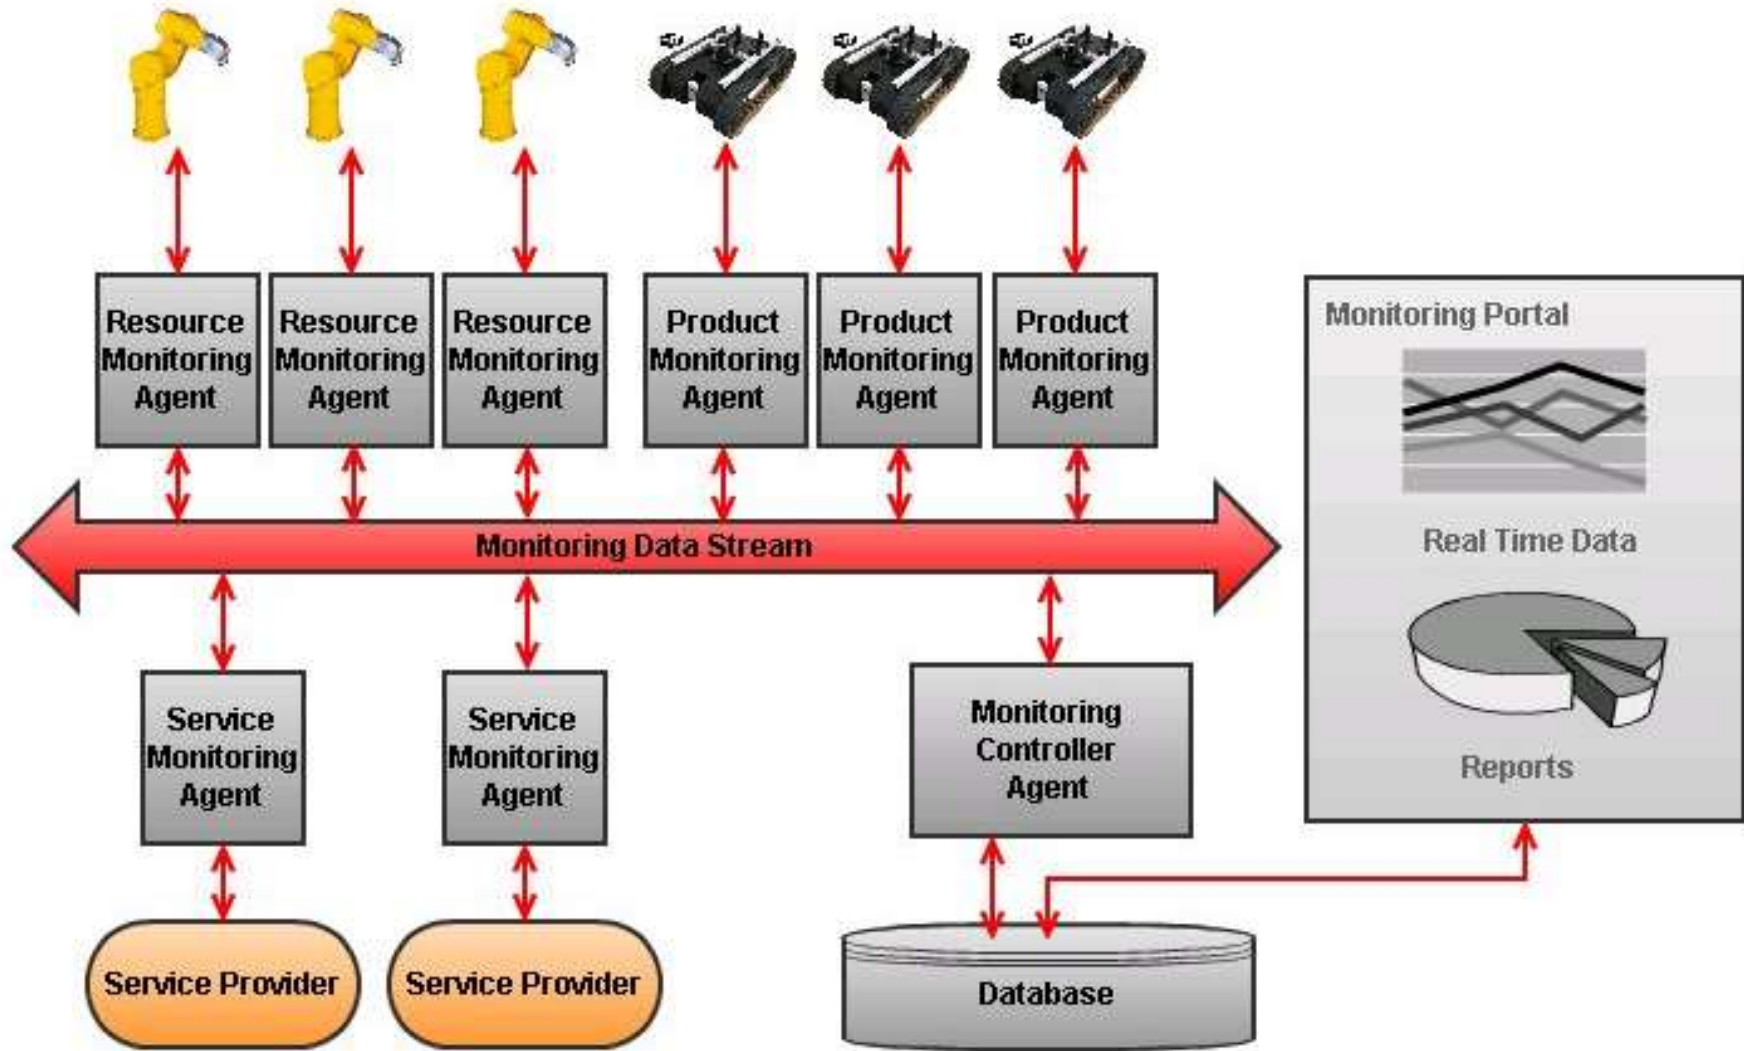 Resource
Monitoring
Agent
Resource
Monitoring
Agent
Resource
Monitoring
Agent
Product
Monitoring
Agent
Product
Monitoring
Agent
Product
Monitoring
Agent
Monitoring Portal
Real Time Data
Reports
Monitoring Data Stream
Service
Monitoring
Agent
Service
Monitoring
Agent
Monitoring
Controller
Agent
Service Provider
Service Provider
Database